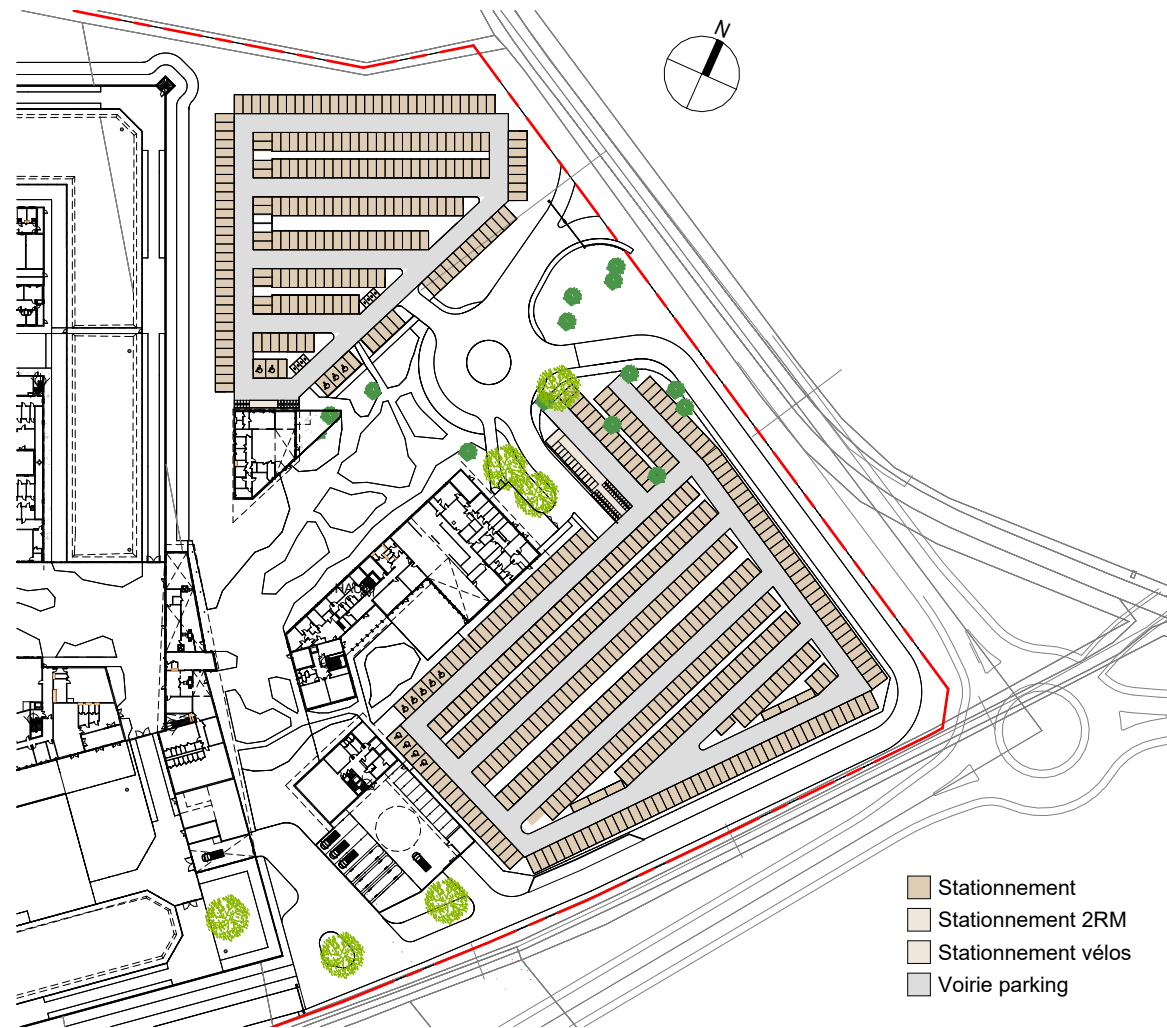 N
Stationnement
Stationnement 2RM
Stationnement vélos
Voirie parking